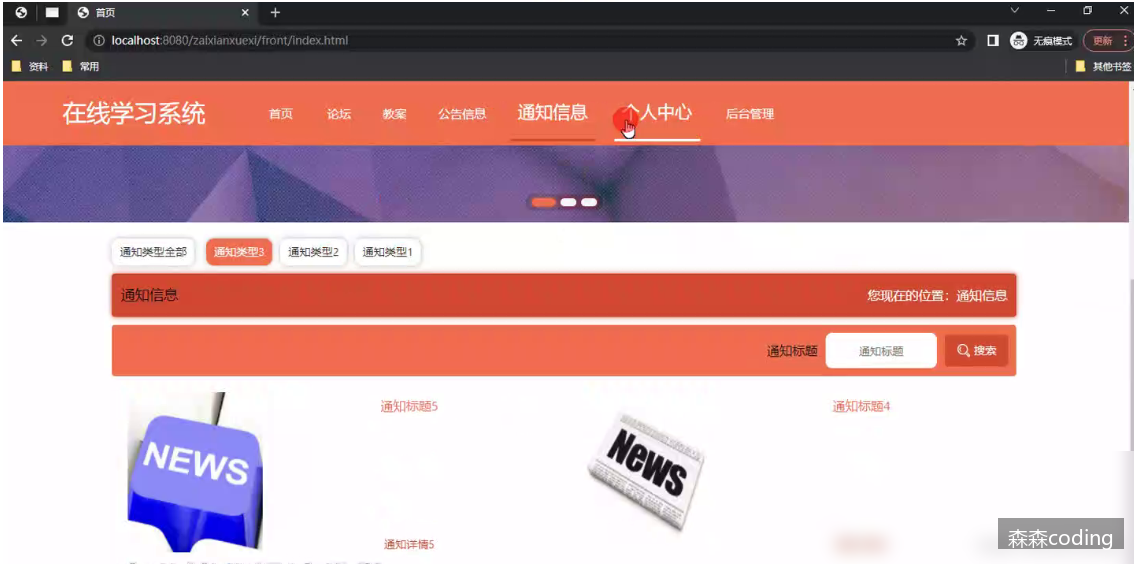 首页
localhost:8080/zaixianxuexi/front/index.html
无痕模式
更新
资料 常用
其他书签
在线学习系统 首页 论坛 教案 公告信息 通知信息 个人中心 后台管理
通知类型全部 通知类型3 通知类型2 通知类型1
通知信息 您现在的位置：通知信息
通知标题 通知标题 搜索
通知标题5 通知标题4
NEWS
News
通知详情5
森森coding